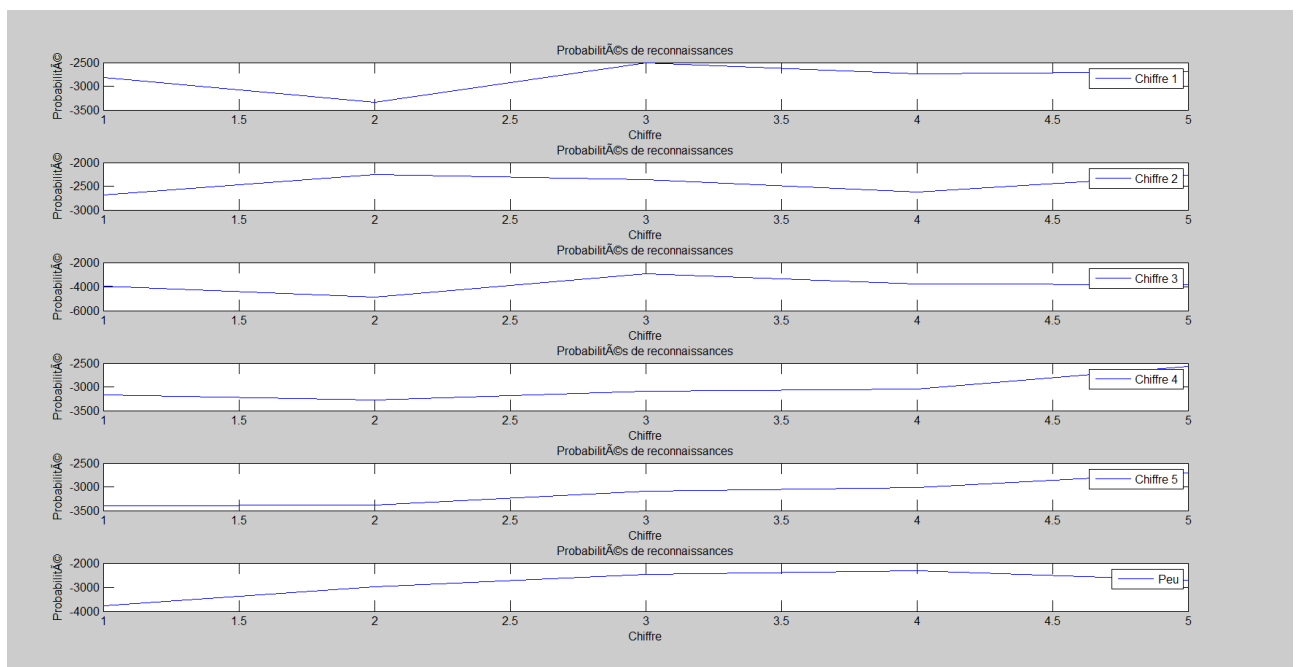 ProbabilitÃ©s de reconnaissances
ProbabilitÃ©
-2500
-3000
-3500
Chiffre 1
1 1.5 2 2.5 3 3.5 4 4.5 5
Chiffre
ProbabilitÃ©s de reconnaissances
ProbabilitÃ©
-2000
-2500
-3000
Chiffre 2
1 1.5 2 2.5 3 3.5 4 4.5 5
Chiffre
ProbabilitÃ©s de reconnaissances
ProbabilitÃ©
-2000
-4000
-6000
Chiffre 3
1 1.5 2 2.5 3 3.5 4 4.5 5
Chiffre
ProbabilitÃ©s de reconnaissances
ProbabilitÃ©
-2500
-3000
-3500
Chiffre 4
1 1.5 2 2.5 3 3.5 4 4.5 5
Chiffre
ProbabilitÃ©s de reconnaissances
ProbabilitÃ©
-2500
-3000
-3500
Chiffre 5
1 1.5 2 2.5 3 3.5 4 4.5 5
Chiffre
ProbabilitÃ©s de reconnaissances
ProbabilitÃ©
-2000
-3000
-4000
Peu
1 1.5 2 2.5 3 3.5 4 4.5 5
Chiffre